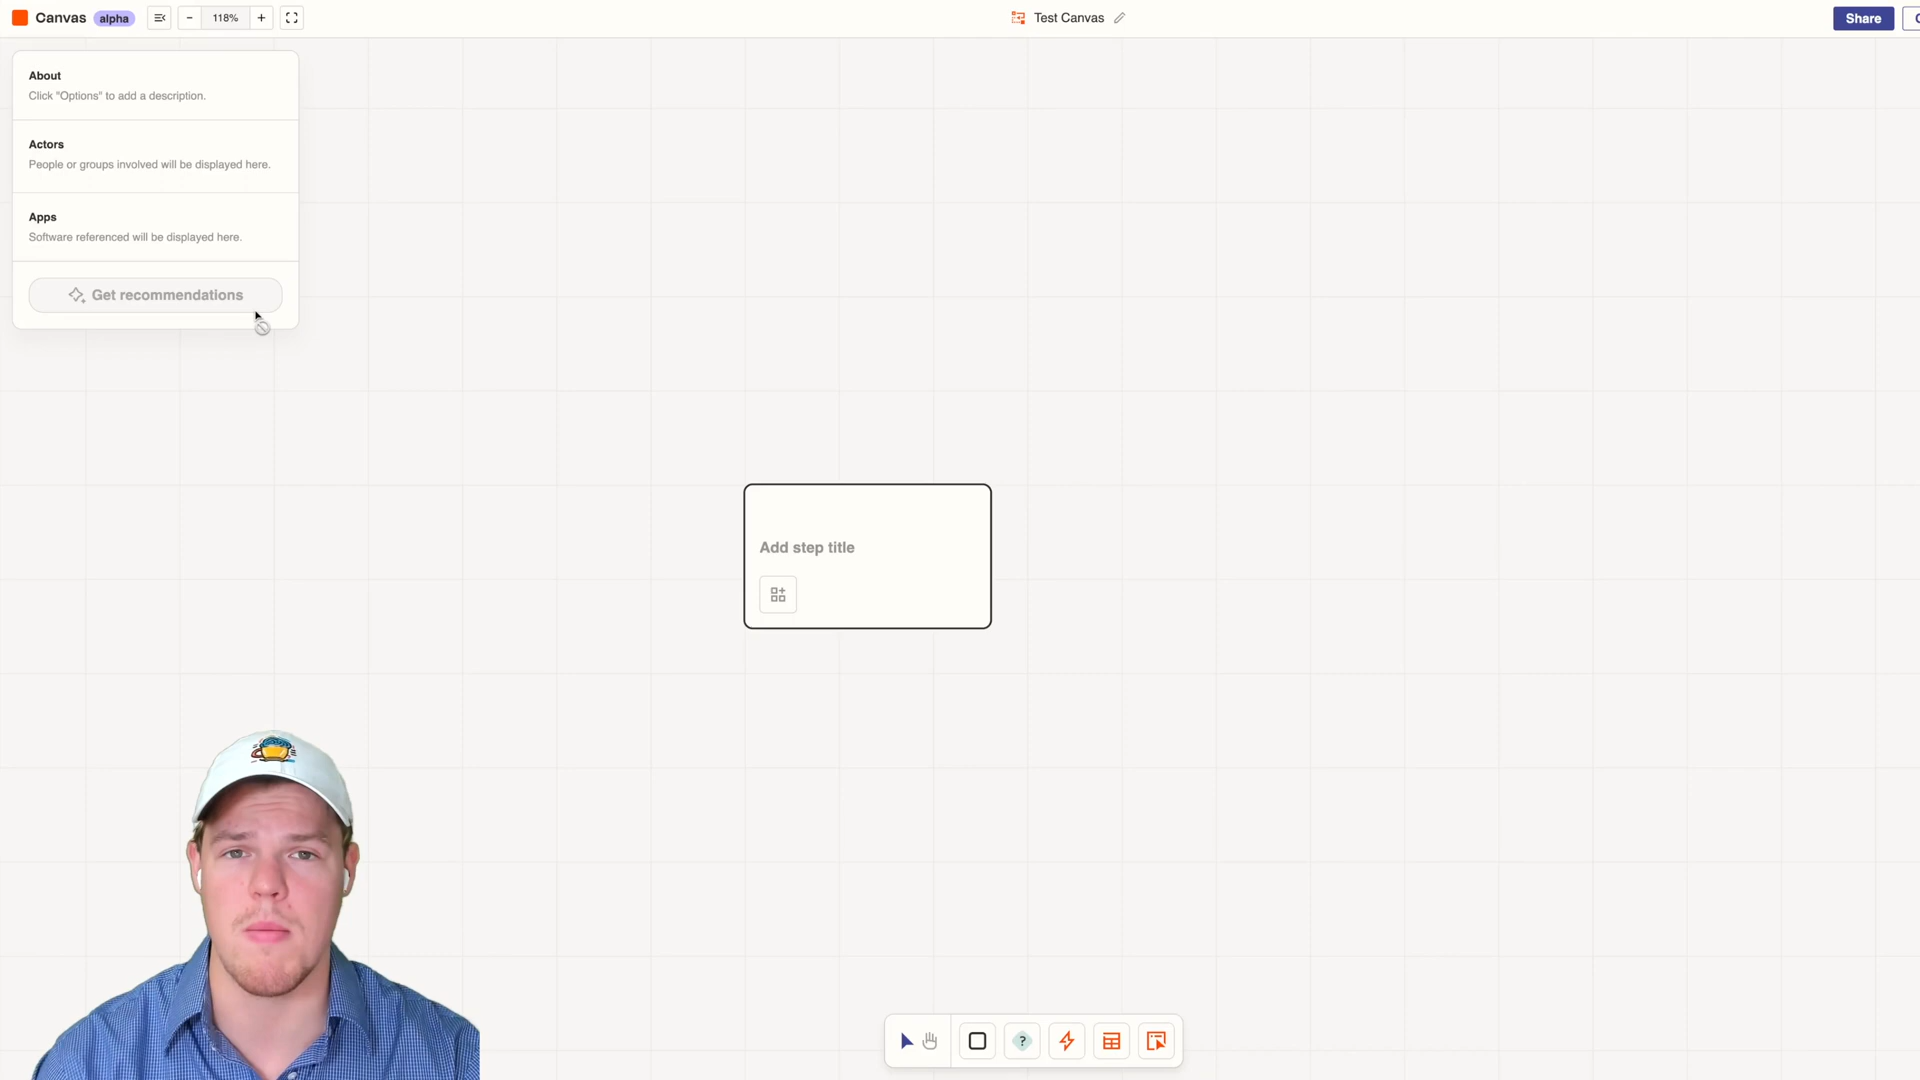 Canvas alpha
118%
Test Canvas
Share
About
Click "Options" to add a description.
Actors
People or groups involved will be displayed here.
Apps
Software referenced will be displayed here.
Get recommendations
Add step title
?